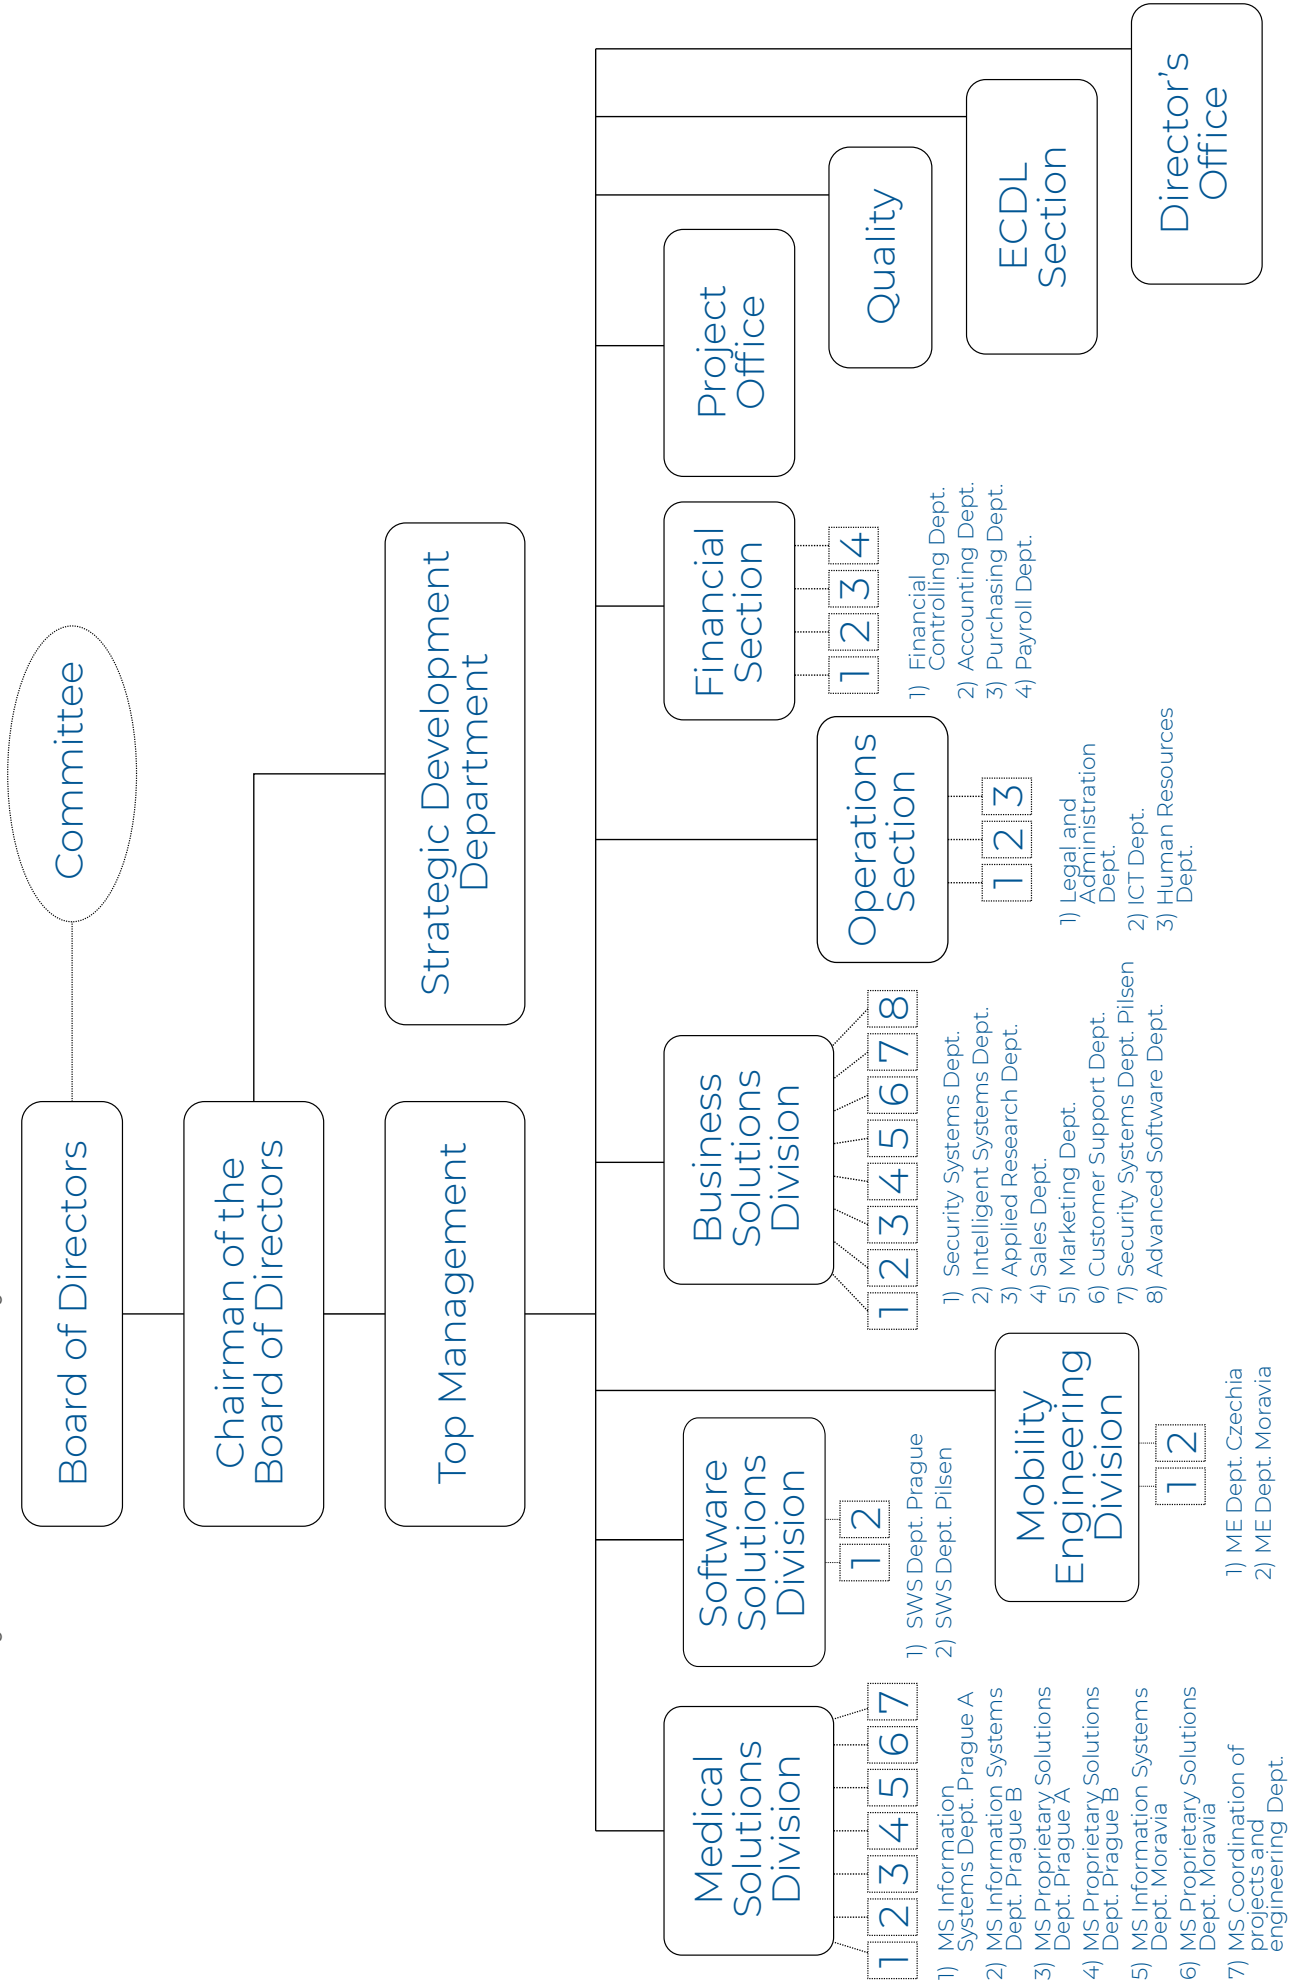 Board of Directors
Committee
Chairman of the
Board of Directors
Top Management
Strategic Development
Department
Medical
Solutions
Division
1
2
3
4
5
6
7
1) MS Information
Systems Dept. Prague A
2) MS Information Systems
Dept. Prague B
3) MS Proprietary Solutions
Dept. Prague A
4) MS Proprietary Solutions
Dept. Prague B
5) MS Information Systems
Dept. Moravia
6) MS Proprietary Solutions
Dept. Moravia
7) MS Coordination of
projects and
engineering Dept.
Software
Solutions
Division
1
2
1) SWS Dept. Prague
2) SWS Dept. Pilsen
Mobility
Engineering
Division
1
2
1) ME Dept. Czechia
2) ME Dept. Moravia
Business
Solutions
Division
1
2
3
4
5
6
7
8
1) Security Systems Dept.
2) Intelligent Systems Dept.
3) Applied Research Dept.
4) Sales Dept.
5) Marketing Dept.
6) Customer Support Dept.
7) Security Systems Dept. Pilsen
8) Advanced Software Dept.
Operations
Section
1
2
3
1) Legal and
Administration
Dept.
2) ICT Dept.
3) Human Resources
Dept.
Financial
Section
1
2
3
4
1) Financial
Controlling Dept.
2) Accounting Dept.
3) Purchasing Dept.
4) Payroll Dept.
Project
Office
Quality
ECDL
Section
Director's
Office